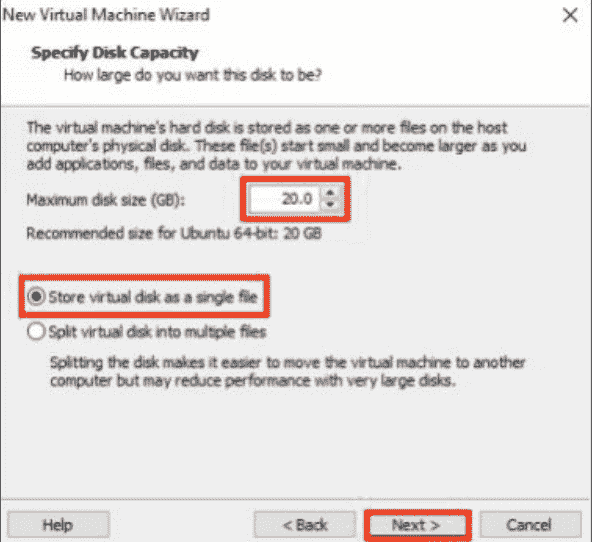 New Virtual Machine Wizard
Specify Disk Capacity
How large do you want this disk to be?
The virtual machine's hard disk is stored as one or more files on the host
computer's physical disk. These file(s) start small and become larger as you
add applications, files, and data to your virtual machine.
Maximum disk size (GB): 20.0
Recommended size for Ubuntu 64-bit: 20 GB
Store virtual disk as a single file
Split virtual disk into multiple files
Splitting the disk makes it easier to move the virtual machine to another
computer but may reduce performance with very large disks.
Help < Back Next > Cancel